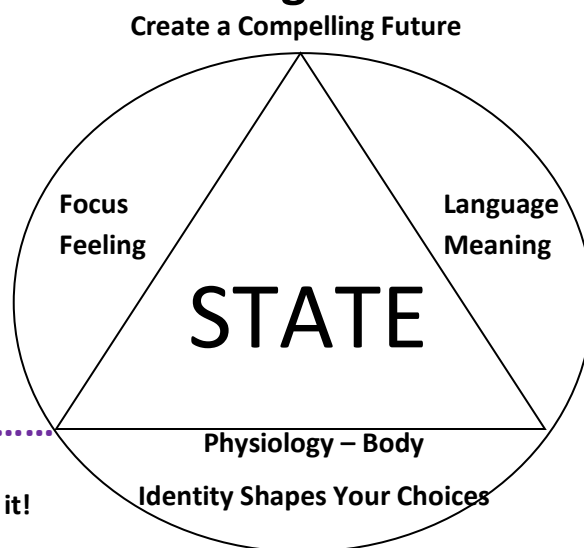 Create a Compelling Future
Focus
Feeling
Language
Meaning
STATE
Physiology – Body
it!
Identity Shapes Your Choices